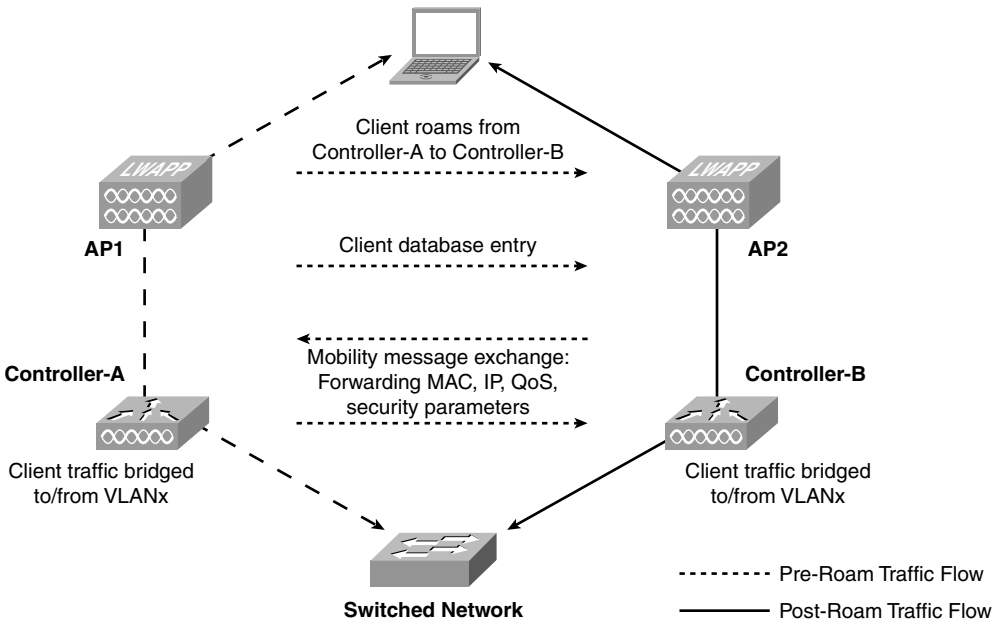 Client roams from
Controller-A to Controller-B
LWAPP
LWAPP
AP1
Client database entry
AP2
Controller-A
Mobility message exchange:
Forwarding MAC, IP, QoS,
security parameters
Controller-B
Client traffic bridged
to/from VLANx
Client traffic bridged
to/from VLANx
Switched Network
Pre-Roam Traffic Flow
Post-Roam Traffic Flow